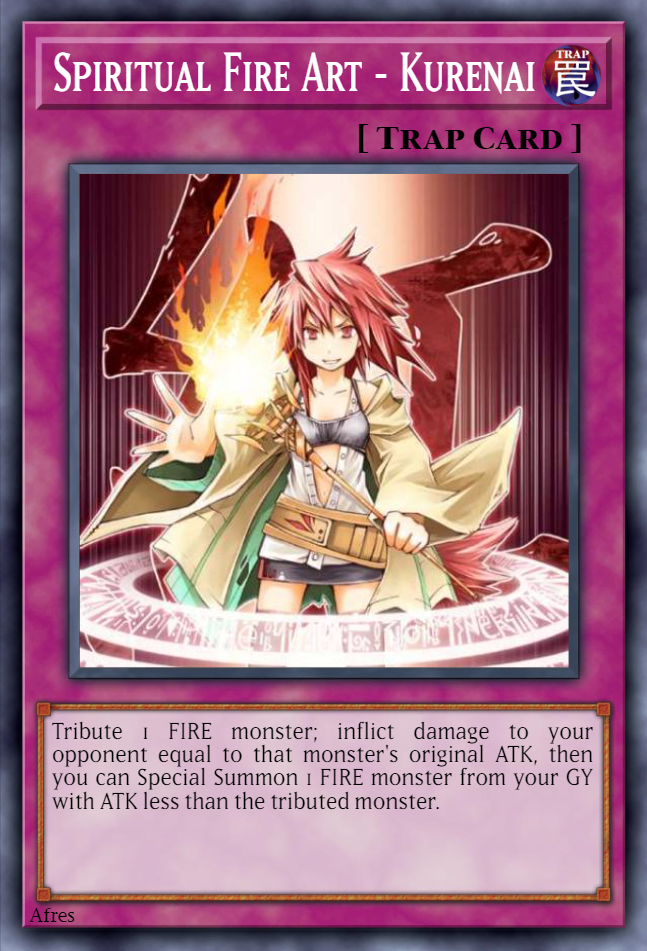 Spiritual Fire Art - Kurenai
TRAP
罠
[ Trap Card ]
Tribute 1 FIRE monster; inflict damage to your
opponent equal to that monster's original ATK, then
you can Special Summon 1 FIRE monster from your GY
with ATK less than the tributed monster.
Afres